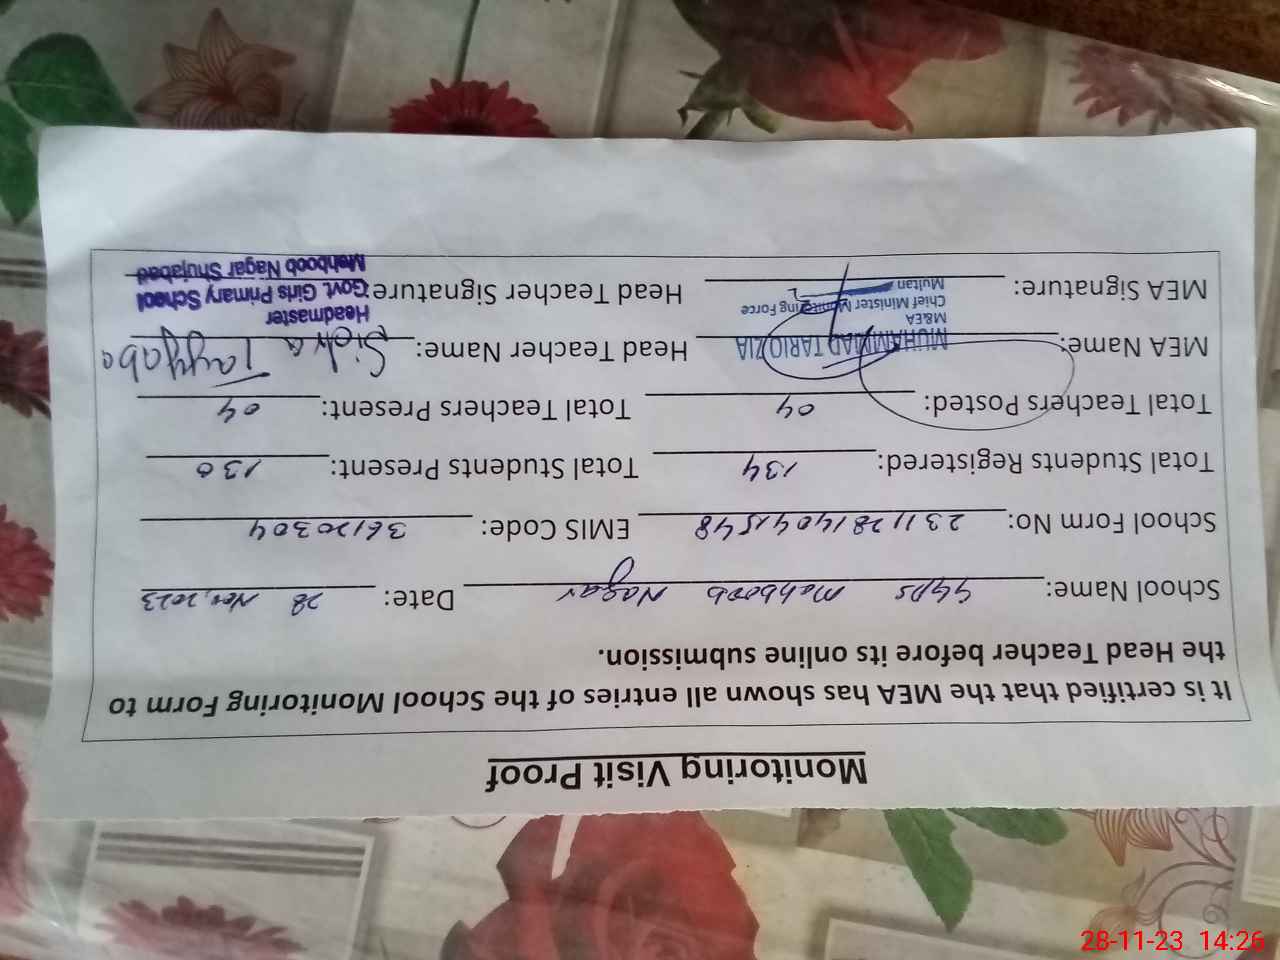 Monitoring Visit Proof
It is certified that the MEA has shown all entries of the School Monitoring Form to
the Head Teacher before its online submission.
School Name: GGPS Mehboob Nagar Date: 28 Nov, 2023
School Form No: 231128140041548 EMIS Code: 36120304
Total Students Registered: 134 Total Students Present: 130
Total Teachers Posted: 04 Total Teachers Present: 04
MEA Name: MUHAMMAD TARIQ ZIA Head Teacher Name: Sidra Tayyaba
M&EA
Chief Minister Monitoring Force
Multan
Headmaster
MEA Signature: Head Teacher Signature:
Govt. Girls Primary School
Mehboob Nagar Shujabad
28-11-23 14:26